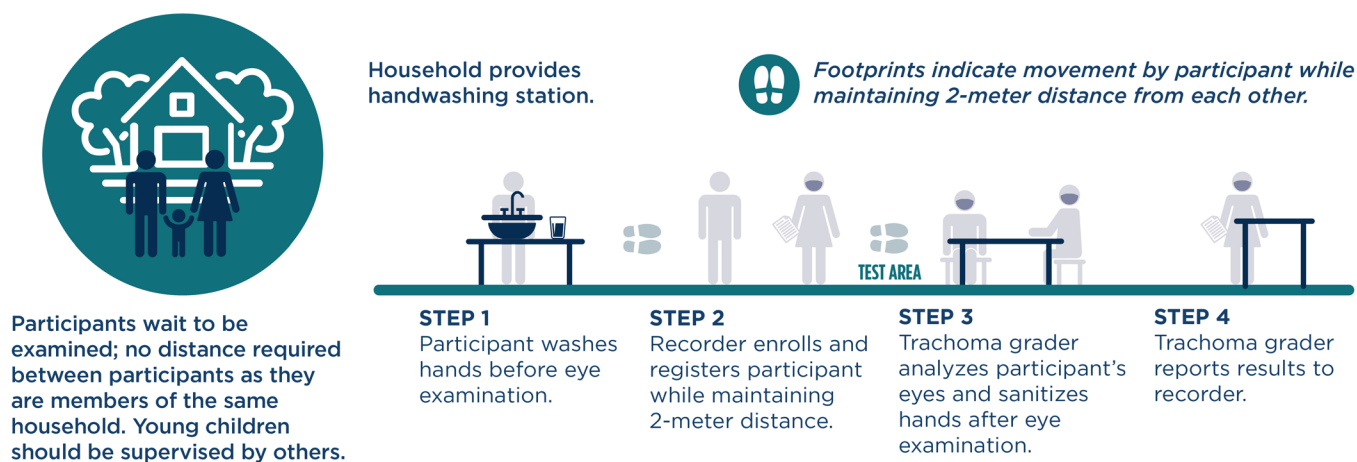 Household provides
handwashing station.
Footprints indicate movement by participant while
maintaining 2-meter distance from each other.
Participants wait to be
examined; no distance required
between participants as they
are members of the same
household. Young children
should be supervised by others.
TEST AREA
STEP 1
Participant washes
hands before eye
examination.
STEP 2
Recorder enrolls and
registers participant
while maintaining
2-meter distance.
STEP 3
Trachoma grader
analyzes participant’s
eyes and sanitizes
hands after eye
examination.
STEP 4
Trachoma grader
reports results to
recorder.